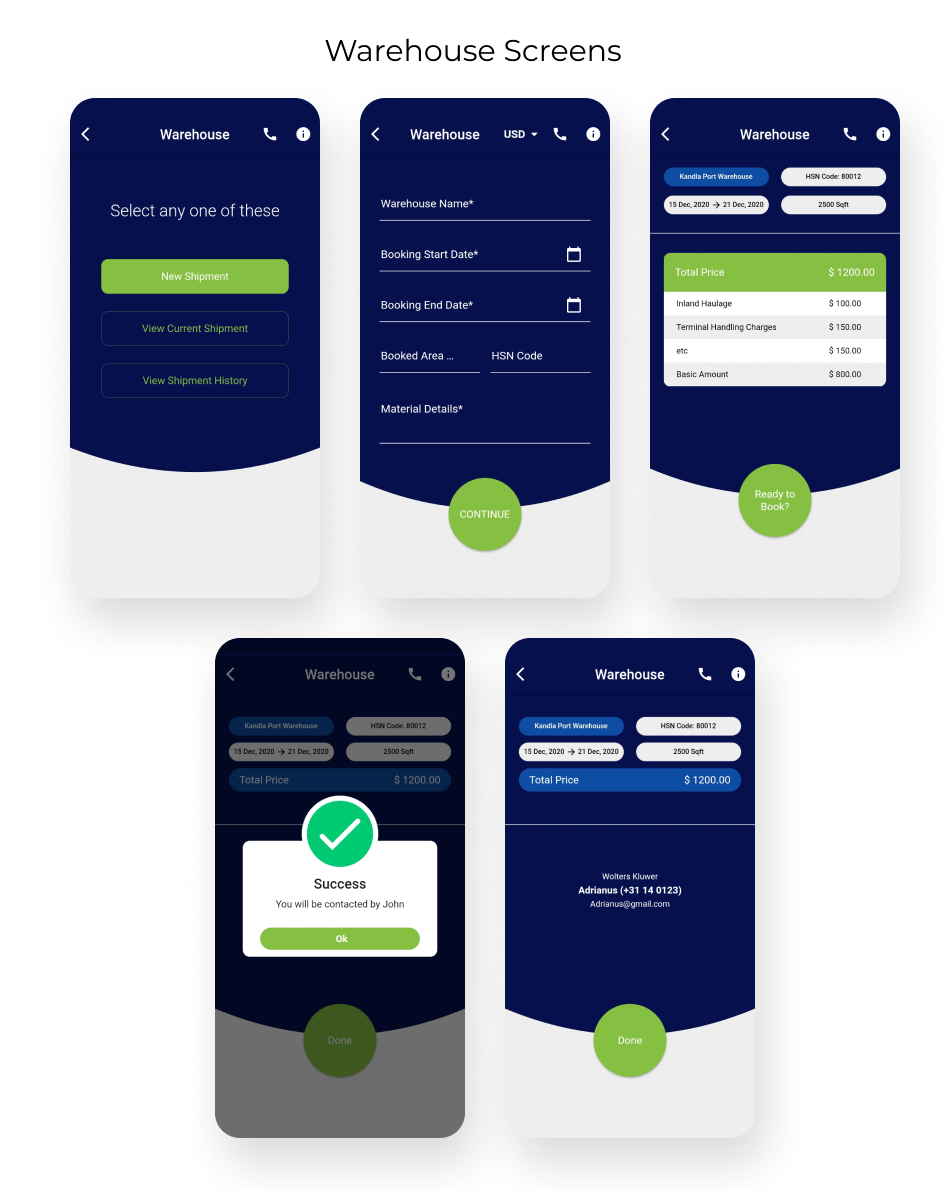 Warehouse Screens
Warehouse
Select any one of these
New Shipment
View Current Shipment
View Shipment History
Warehouse USD
Warehouse Name*
Booking Start Date*
Booking End Date*
Booked Area ... HSN Code
Material Details*
CONTINUE
Warehouse
Kandla Port Warehouse HSN Code: 80012
15 Dec, 2020 → 21 Dec, 2020 2500 Sqft
Total Price $ 1200.00
Inland Haulage $ 100.00
Terminal Handling Charges $ 150.00
etc $ 150.00
Basic Amount $ 800.00
Ready to
Book?
Warehouse
Kandla Port Warehouse HSN Code: 80012
15 Dec, 2020 → 21 Dec, 2020 2500 Sqft
Total Price $ 1200.00
Success
You will be contacted by John
Ok
Done
Warehouse
Kandla Port Warehouse HSN Code: 80012
15 Dec, 2020 → 21 Dec, 2020 2500 Sqft
Total Price $ 1200.00
Wolters Kluwer
Adrianus (+31 14 0123)
Adrianus@gmail.com
Done